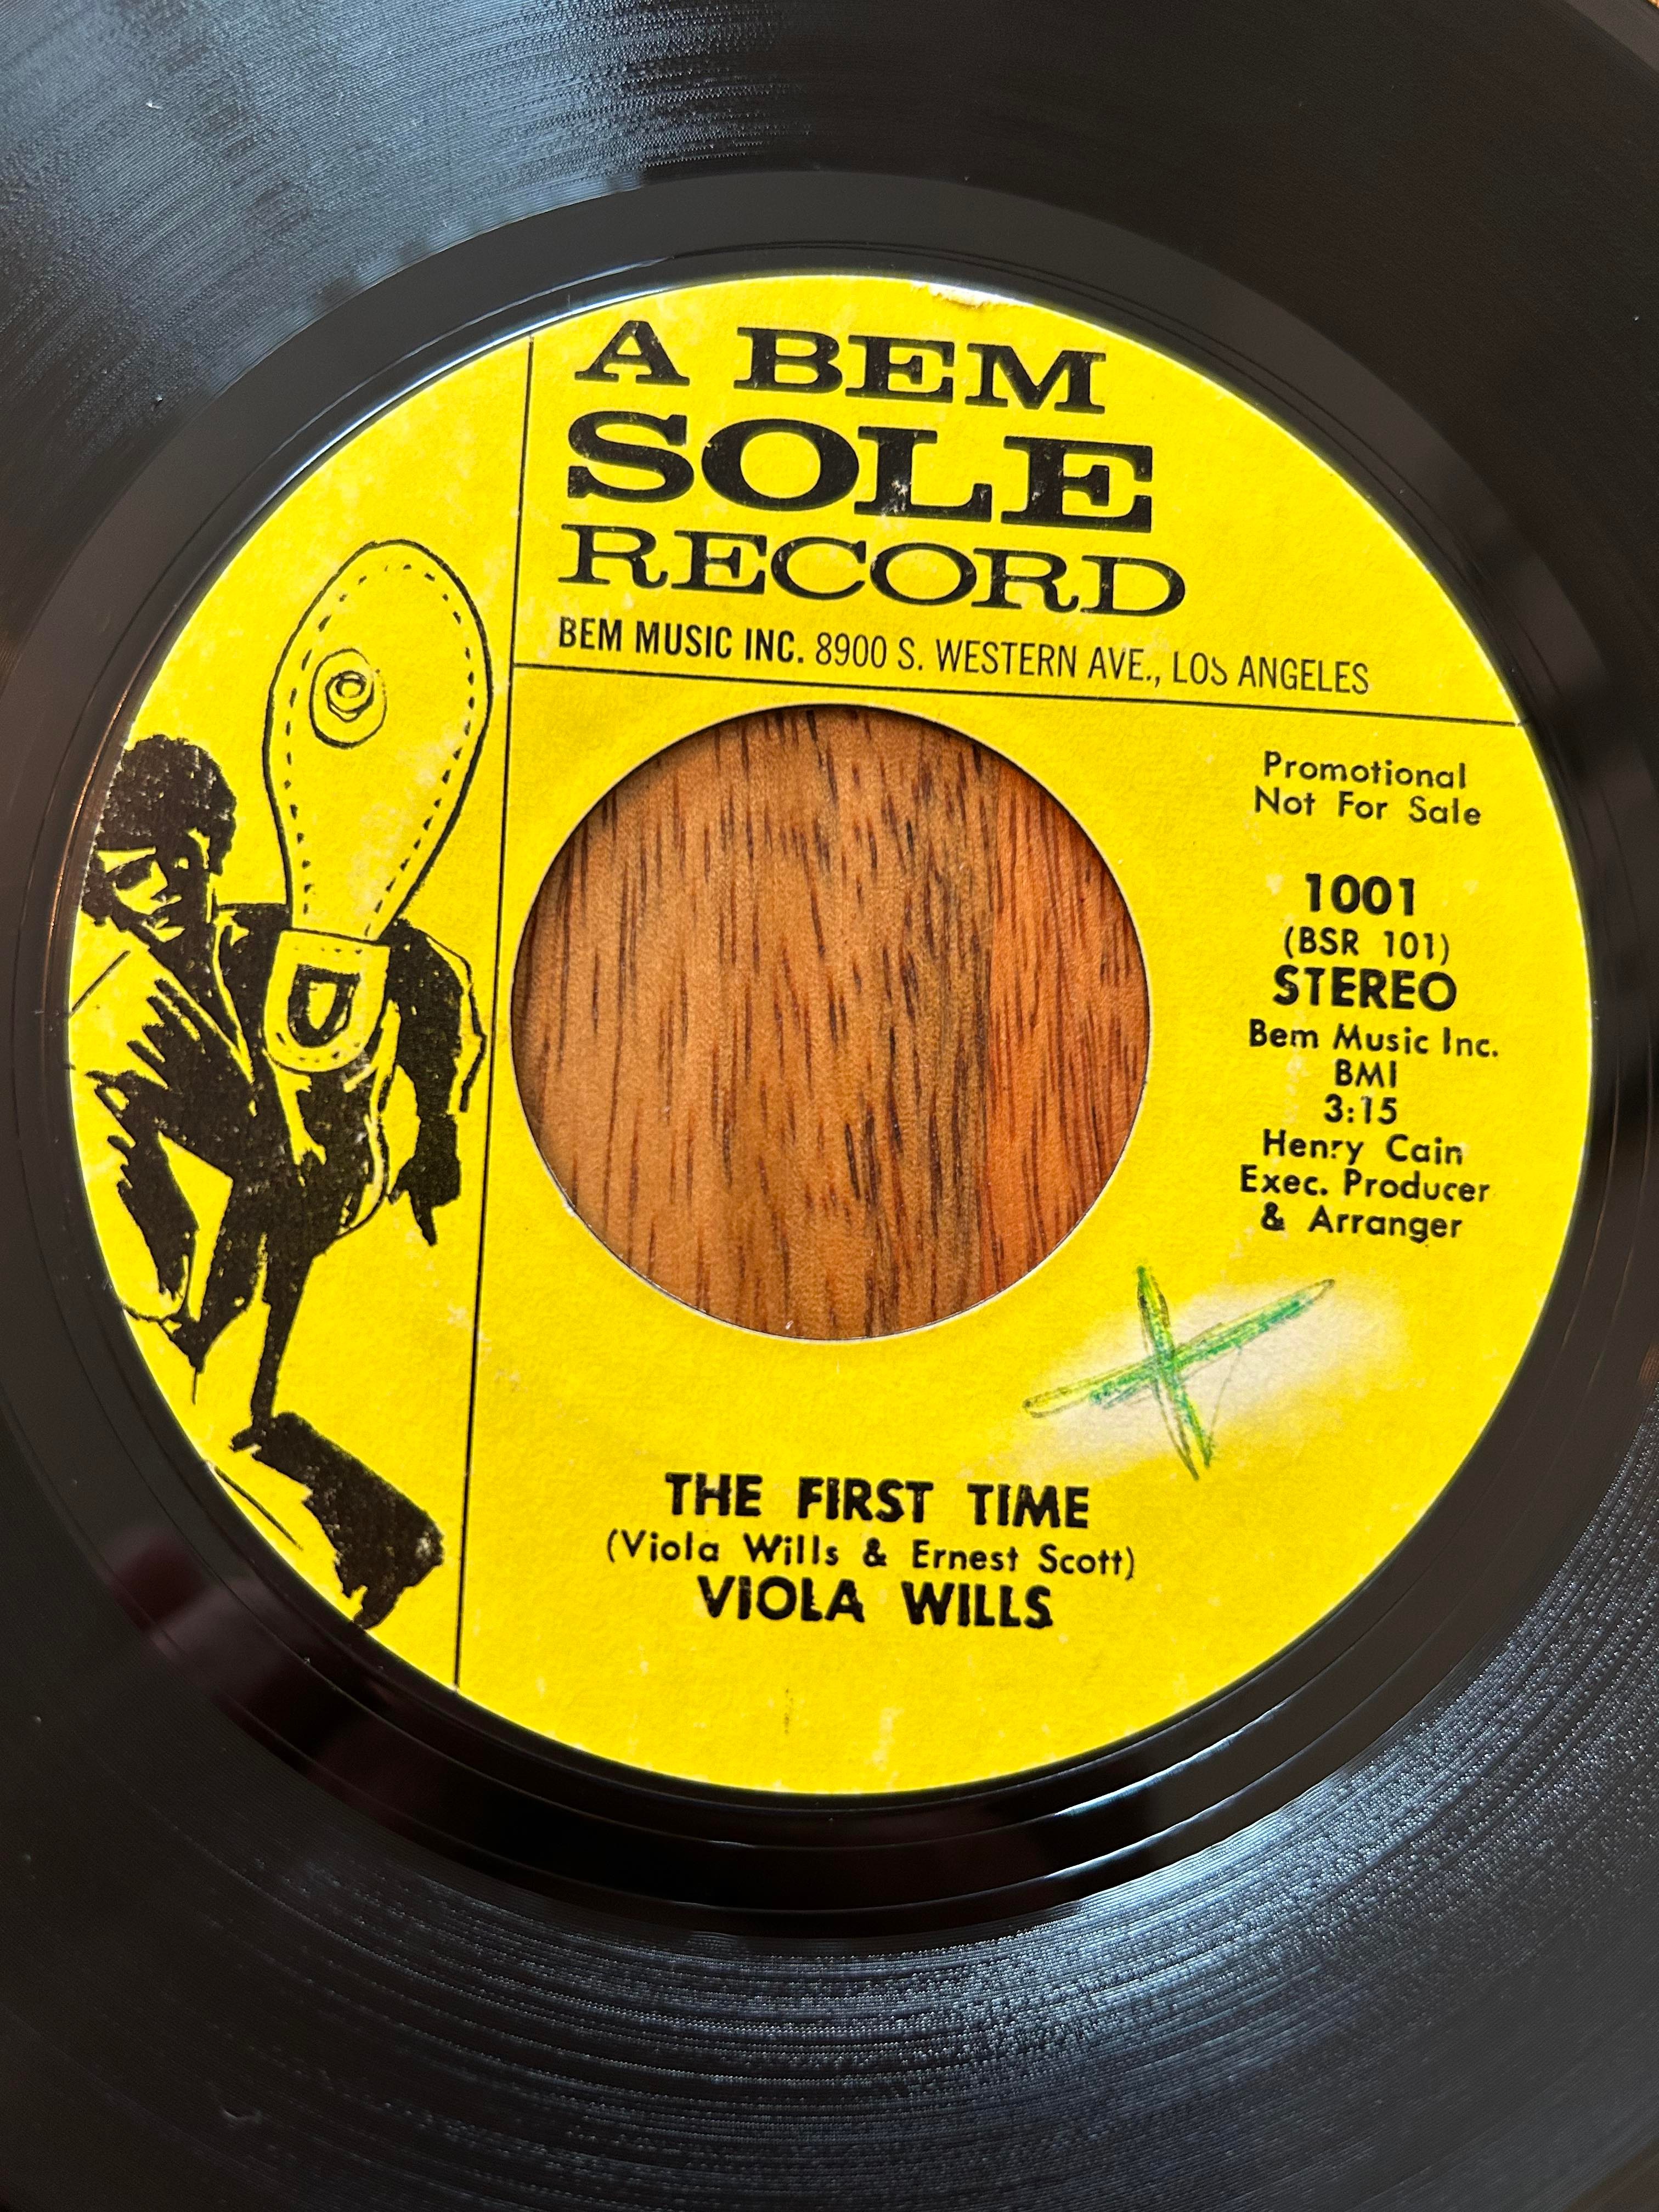 A BEM
SOLE
RECORD
BEM MUSIC INC. 8900 S. WESTERN AVE., LOS ANGELES
Promotional
Not For Sale
1001
(BSR 101)
STEREO
Bem Music Inc.
BMI
3:15
Henry Cain
Exec. Producer
& Arranger
THE FIRST TIME
(Viola Wills & Ernest Scott)
VIOLA WILLS